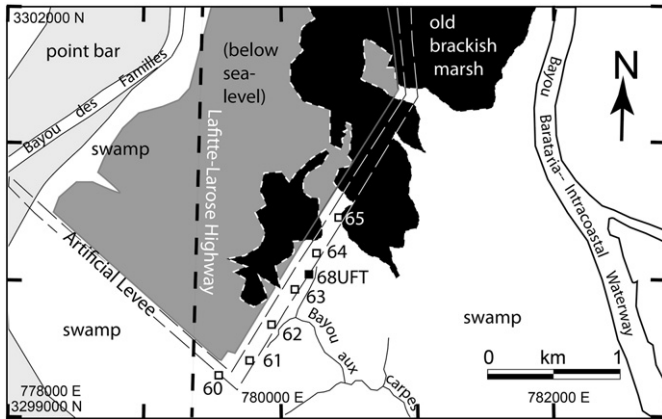 3302000 N
point bar
Bayou des Familles
(below
sea-
level)
old
brackish
marsh
N
swamp
Lafitte-Larose Highway
Bayou Barataria-- Intracoastal Waterway
65
64
68UFT
63
Artificial Levee
62
swamp
swamp
61
Bayou aux carpes
60
0 km 1
778000 E
3299000 N
780000 E
782000 E